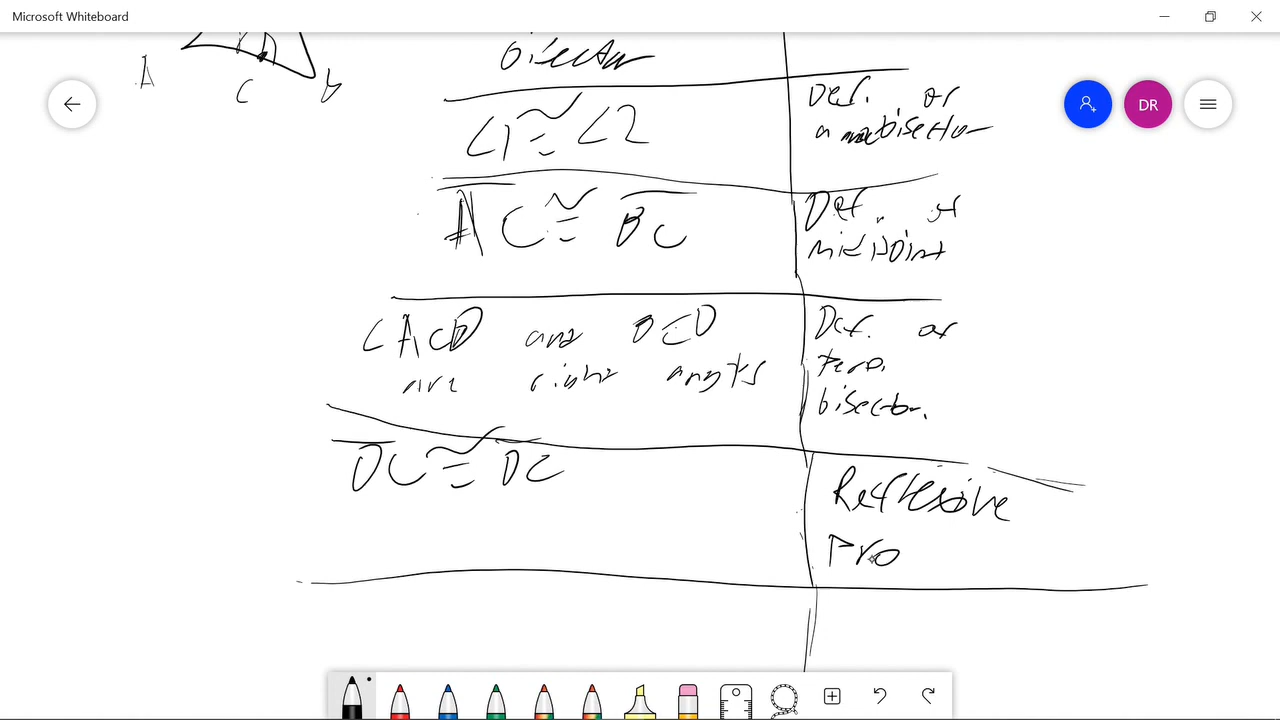 Microsoft Whiteboard
DR
A
C
bisector
∠1 ≅ ∠2
Def. of
a bisector
AC ≅ BC
Def. of
midpoint
∠ACD and BCD
are right angles
Def. of
Perp.
bisector.
DC ≅ DC
Reflexive
Pro